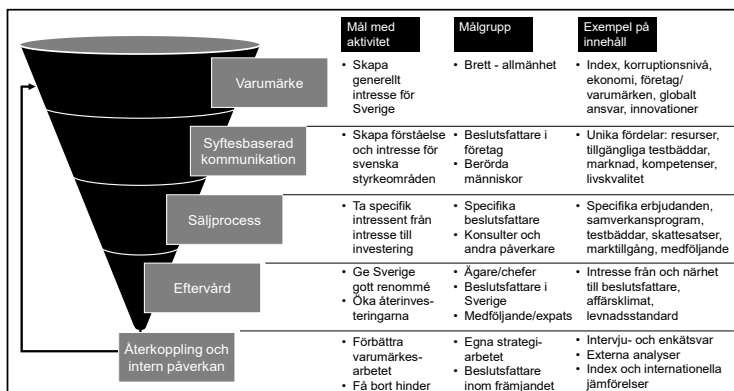 Mål med
aktivitet
Målgrupp
Exempel på
innehåll
Varumärke
• Skapa
generellt
intresse för
Sverige
• Brett - allmänhet
• Index, korruptionsnivå,
ekonomi, företag/
varumärken, globalt
ansvar, innovationer
Syftesbaserad
kommunikation
• Skapa förståelse
och intresse för
svenska
styrkeområden
• Beslutsfattare i
företag
• Berörda
människor
• Unika fördelar: resurser,
tillgängliga testbäddar,
marknad, kompetenser,
livskvalitet
Säljprocess
• Ta specifik
intressent från
intresse till
investering
• Specifika
beslutsfattare
• Konsulter och
andra påverkare
• Specifika erbjudanden,
samverkansprogram,
testbäddar, skattesatser,
marktillgång, medföljande
Eftervård
• Ge Sverige
gott renommé
• Öka återinves-
teringarna
• Ägare/chefer
• Beslutsfattare i
Sverige
• Medföljande/expats
• Intresse från och närhet
till beslutsfattare,
affärsklimat,
levnadsstandard
Återkoppling och
intern påverkan
• Förbättra
varumärkes-
arbetet
• Få bort hinder
• Egna strategi-
arbetet
• Beslutsfattare
inom främjandet
• Intervju- och enkätsvar
• Externa analyser
• Index och internationella
jämförelser